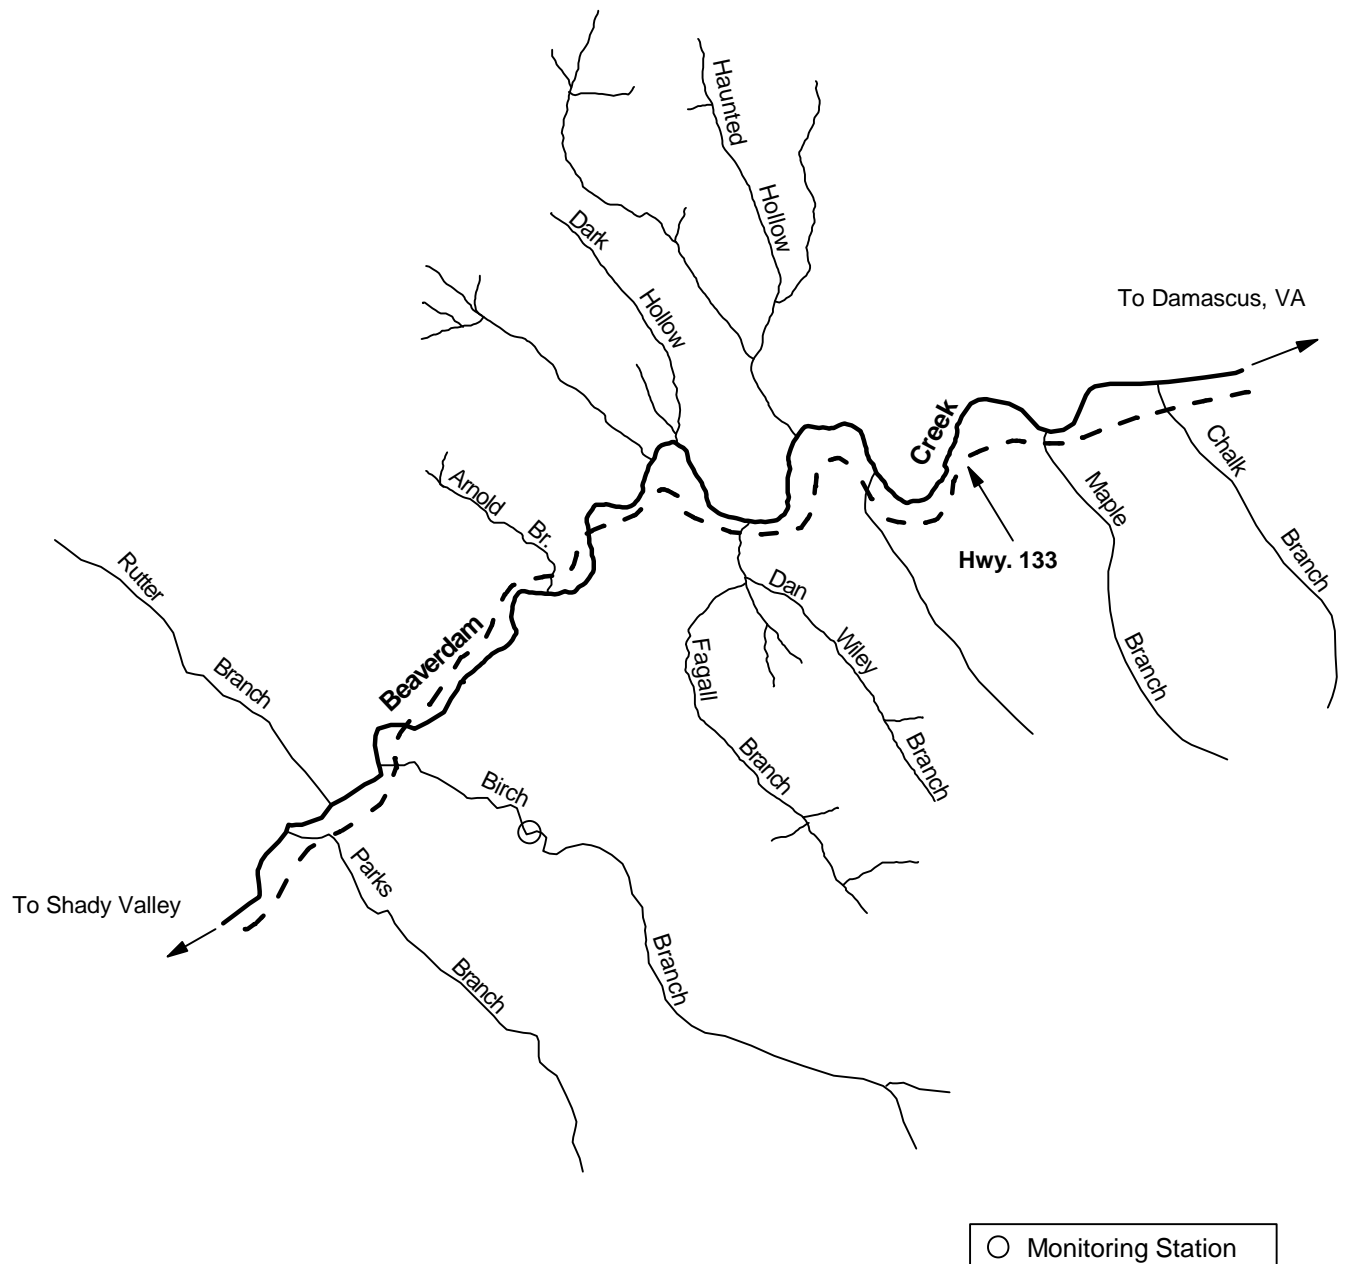 Haunted
Hollow
Dark
Hollow
To Damascus, VA
Creek
Chalk
Branch
Maple
Branch
Hwy. 133
Arnold
Br.
Rutter
Branch
Beaverdam
Dan
Wiley
Branch
Fagall
Branch
Birch
Branch
Parks
Branch
To Shady Valley
Monitoring Station